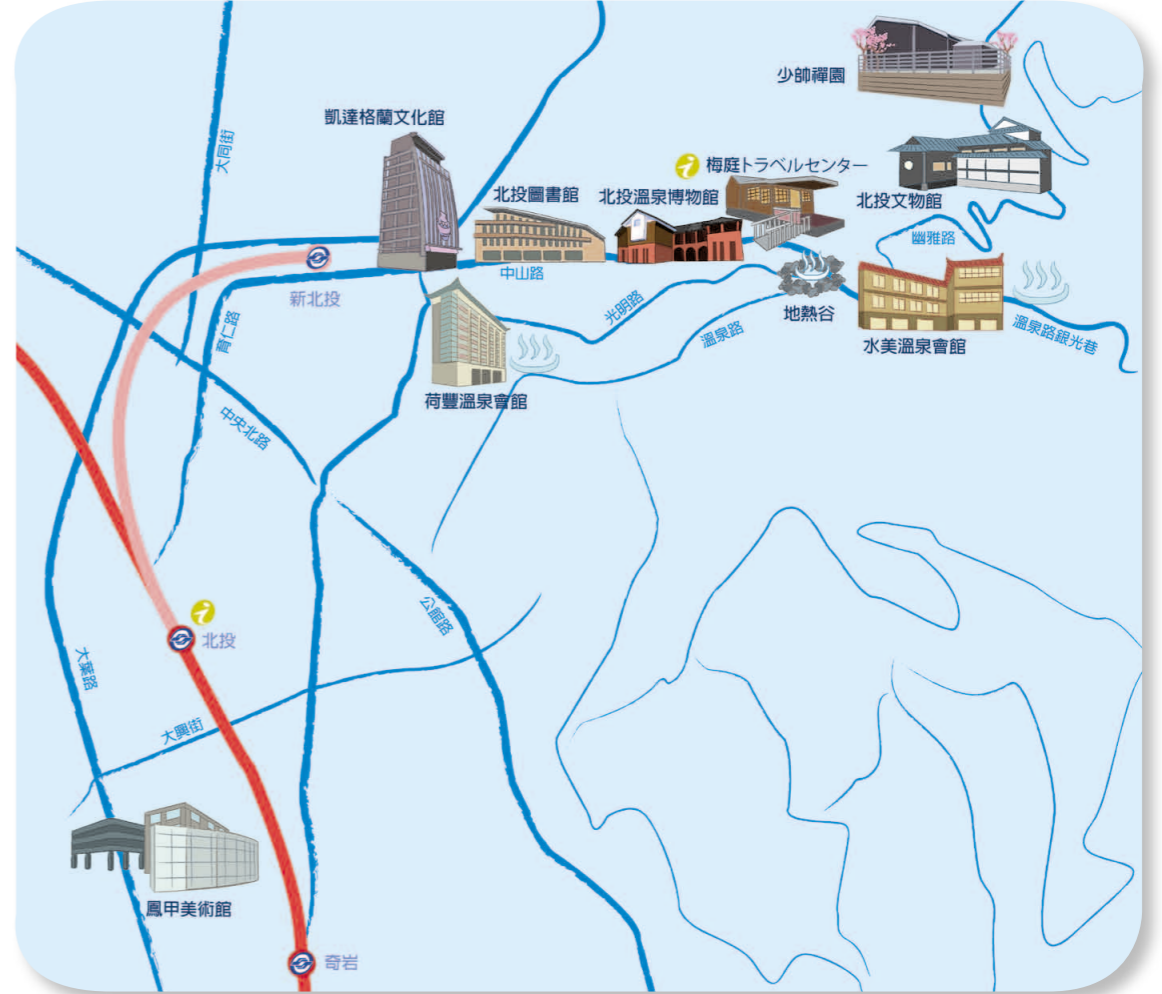 少帥禪園
凱達格蘭文化館
大同街
梅庭トラベルセンター
北投圖書館
北投溫泉博物館
北投文物館
幽雅路
中山路
新北投
光明路
地熱谷
育仁路
溫泉路
溫泉路銀光巷
水美溫泉會館
荷豐溫泉會館
中央北路
公館路
北投
大葉路
大興街
鳳甲美術館
奇岩